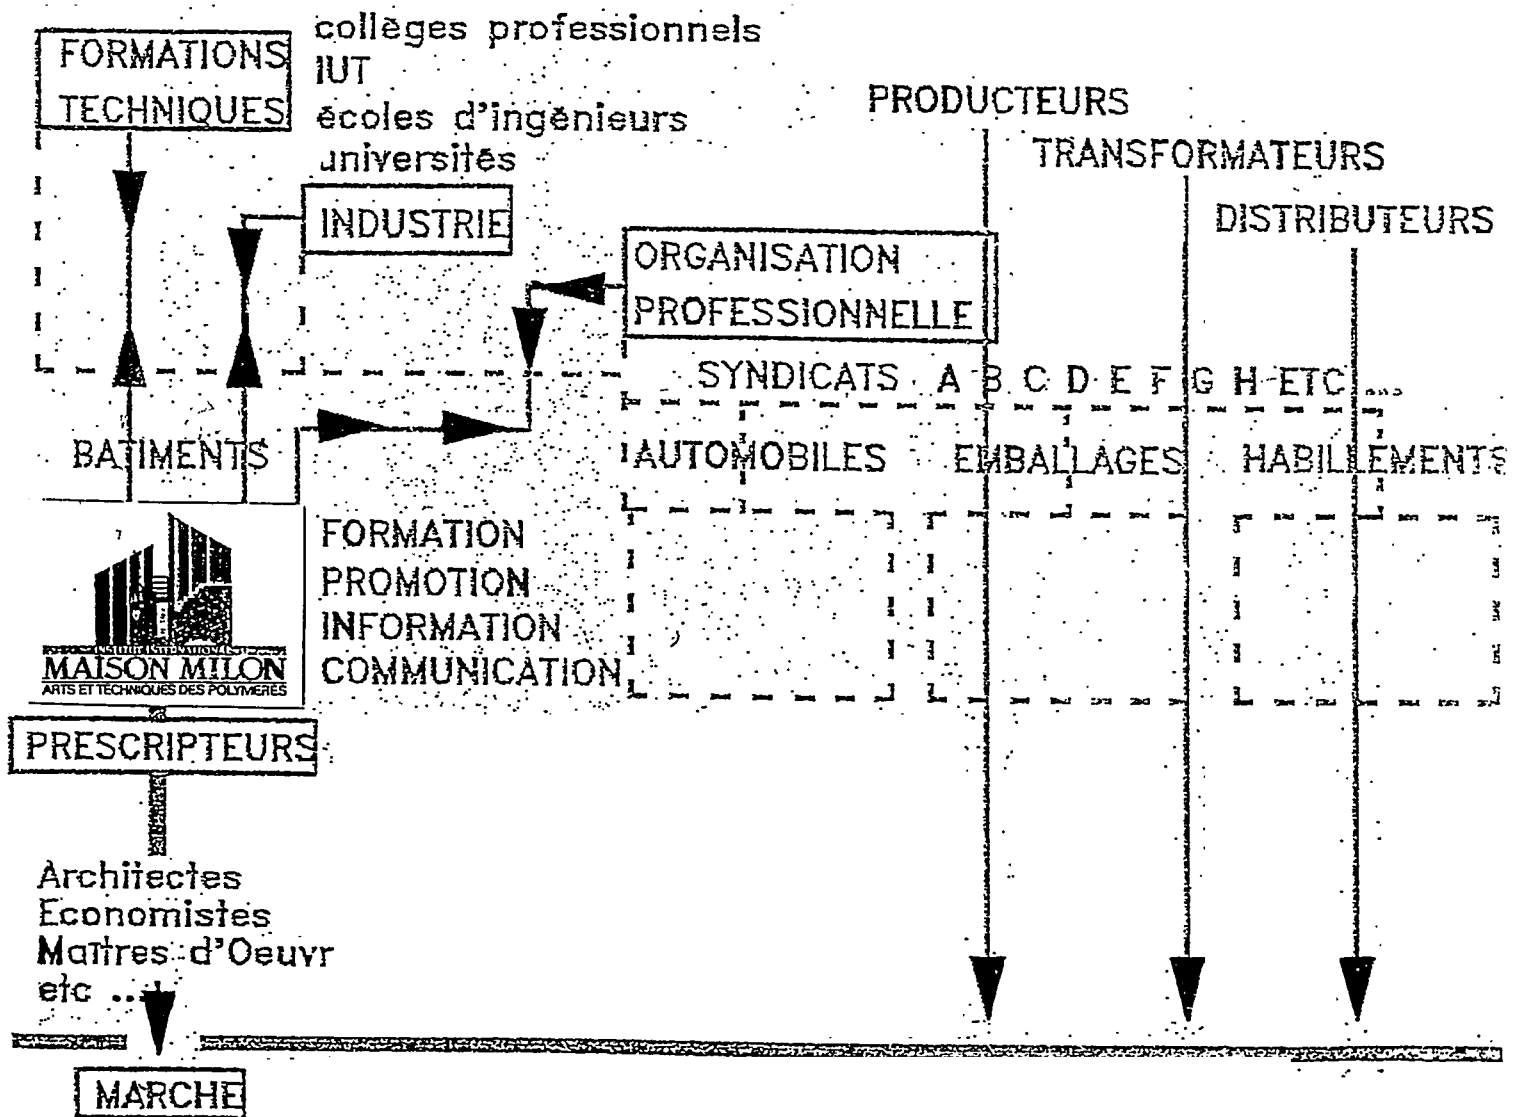 FORMATIONS
TECHNIQUES
collèges professionnels
IUT
écoles d'ingénieurs
universités
INDUSTRIE
ORGANISATION
PROFESSIONNELLE
PRODUCTEURS
TRANSFORMATEURS
DISTRIBUTEURS
SYNDICATS A B C D E F G H ETC ...
BATIMENTS
AUTOMOBILES EMBALLAGES HABILLEMENTS
INSTITUT INTERNATIONAL
MAISON MILON
ARTS ET TECHNIQUES DES POLYMERES
FORMATION
PROMOTION
INFORMATION
COMMUNICATION
PRESCRIPTEURS
Architectes
Economistes
Maîtres d'Oeuvr
etc ...
MARCHE